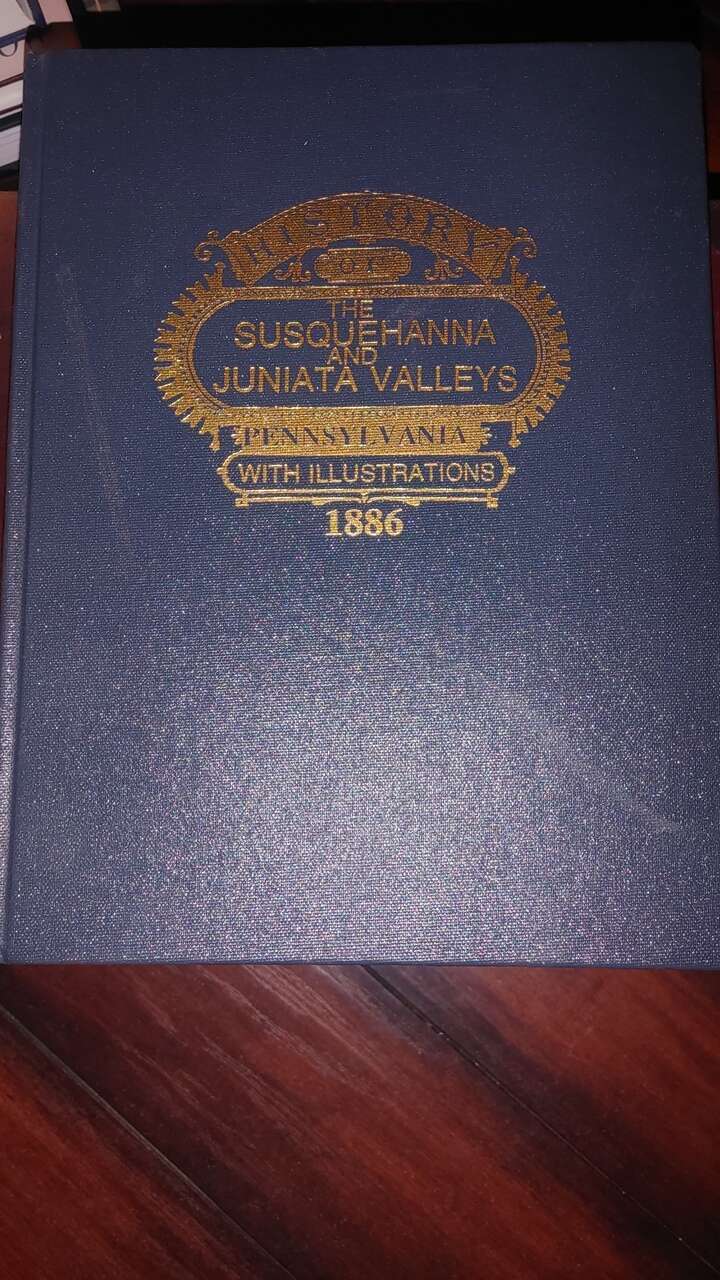 HISTORY
OF
THE
SUSQUEHANNA
AND
JUNIATA VALLEYS
PENNSYLVANIA
WITH ILLUSTRATIONS
1886